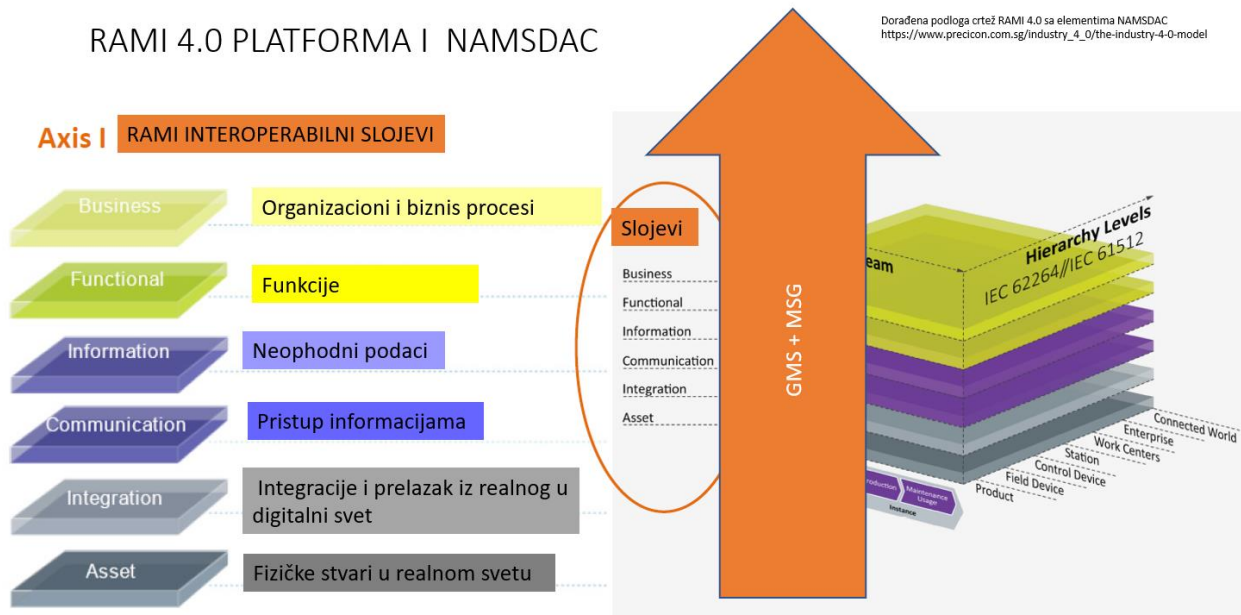 RAMI 4.0 PLATFORMA I NAMSDAC
Dorađena podloga crtež RAMI 4.0 sa elementima NAMSDAC
https://www.precicon.com.sg/industry_4_0/the-industry-4-0-model
Axis I
RAMI INTEROPERABILNI SLOJEVI
Business
Organizacioni i biznis procesi
Functional
Funkcije
Information
Neophodni podaci
Communication
Pristup informacijama
Integration
Integracije i prelazak iz realnog u
digitalni svet
Asset
Fizičke stvari u realnom svetu
Slojevi
Business
Functional
Information
Communication
Integration
Asset
GMS + MSG
Hierarchy Levels
IEC 62264//IEC 61512
Connected World
Enterprise
Work Centers
Station
Control Device
Field Device
Product
Maintenance
Usager
Instance